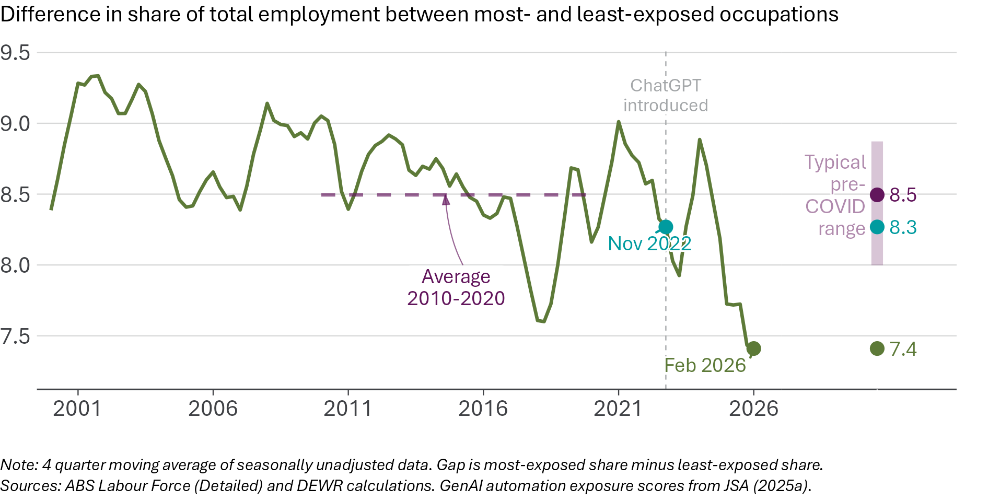 Difference in share of total employment between most- and least-exposed occupations
9.5
9.0
8.5
8.0
7.5
ChatGPT
introduced
Typical
pre-
COVID
range
8.5
8.3
7.4
Nov 2022
Average
2010-2020
Feb 2026
2001
2006
2011
2016
2021
2026
Note: 4 quarter moving average of seasonally unadjusted data. Gap is most-exposed share minus least-exposed share.
Sources: ABS Labour Force (Detailed) and DEWR calculations. GenAI automation exposure scores from JSA (2025a).